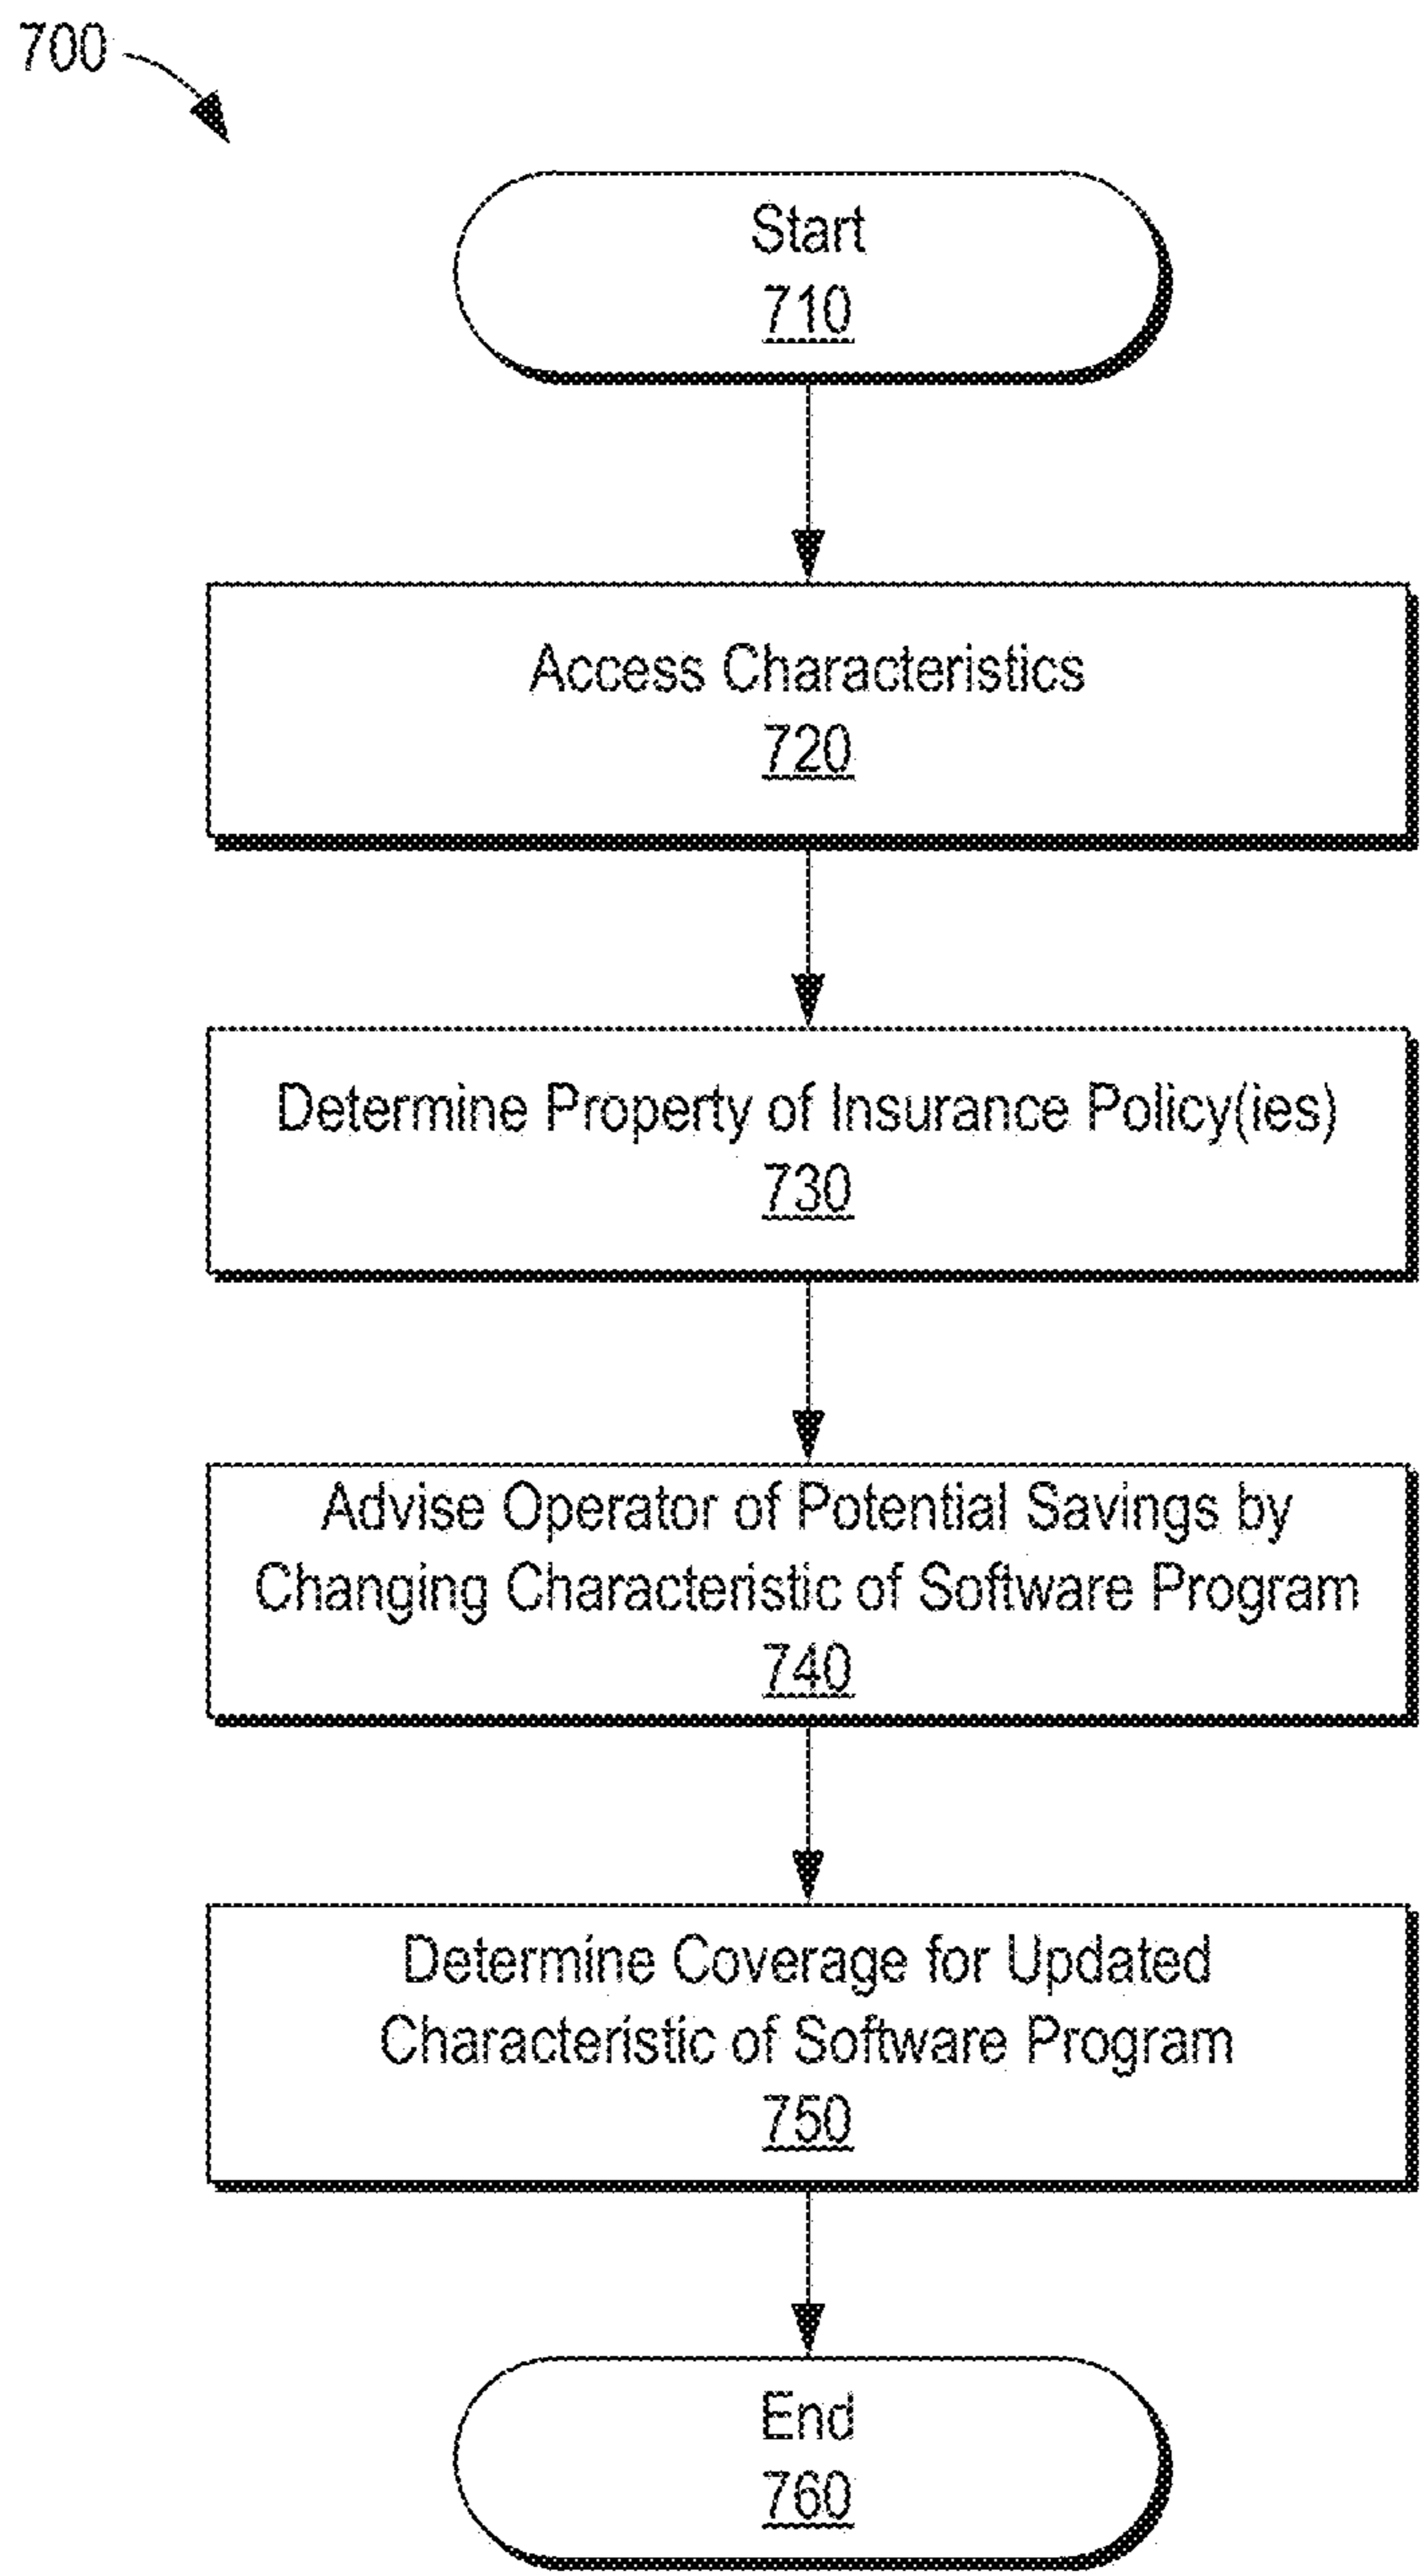 700
Start
710
Access Characteristics
720
Determine Property of Insurance Policy(ies)
730
Advise Operator of Potential Savings by
Changing Characteristic of Software Program
740
Determine Coverage for Updated
Characteristic of Software Program
750
End
760